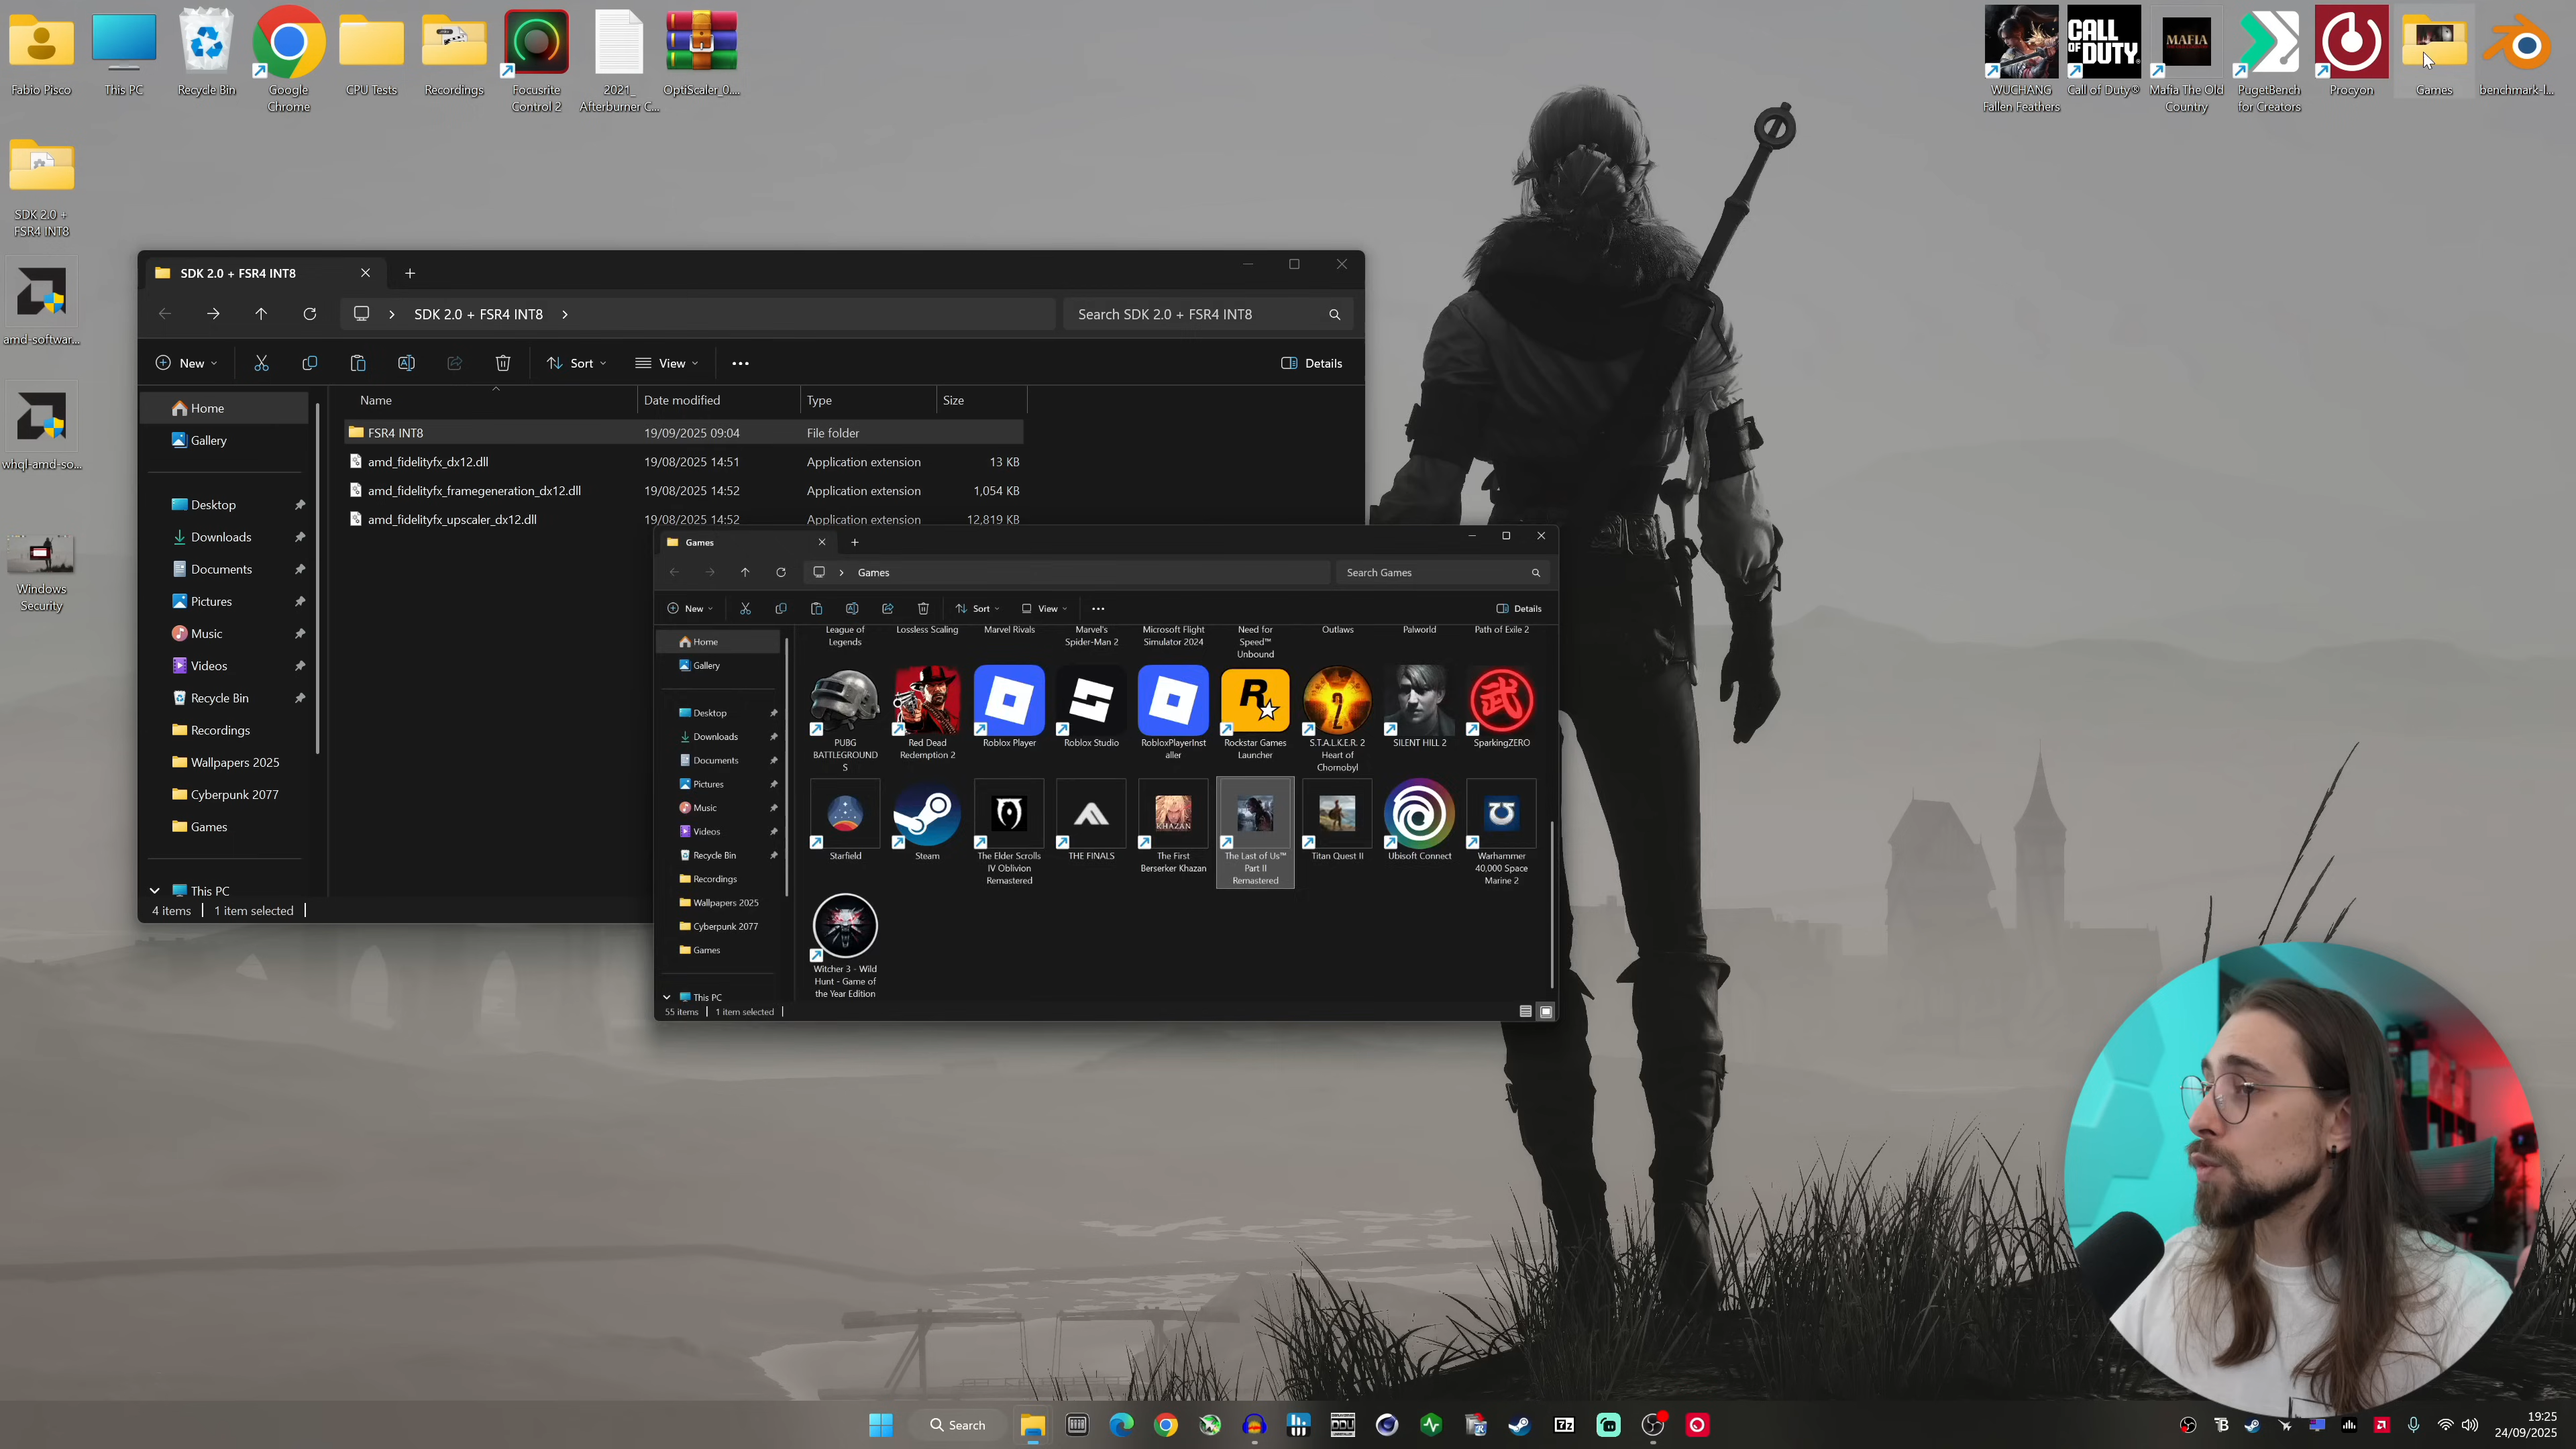 Fabio Pisco
This PC
Recycle Bin
Google
Chrome
CPU Tests
Recordings
Focusrite
Control 2
2021_
Afterburner C...
OptiScaler_0....
WUCHANG
Fallen Feathers
CALL
OF DUTY
Call of Duty®
MAFIA
Mafia The Old
Country
PugetBench
for Creators
Procyon
Games
benchmark-l...
SDK 2.0 +
FSR4 INT8
amd-softwar...
whql-amd-so...
Windows
Security
SDK 2.0 + FSR4 INT8
SDK 2.0 + FSR4 INT8
Search SDK 2.0 + FSR4 INT8
New
Sort
View
Details
Home
Gallery
Desktop
Downloads
Documents
Pictures
Music
Videos
Recycle Bin
Recordings
Wallpapers 2025
Cyberpunk 2077
Games
This PC
Name
Date modified
Type
Size
FSR4 INT8
19/09/2025 09:04
File folder
amd_fidelityfx_dx12.dll
19/08/2025 14:51
Application extension
13 KB
amd_fidelityfx_framegeneration_dx12.dll
19/08/2025 14:52
Application extension
1,054 KB
amd_fidelityfx_upscaler_dx12.dll
19/08/2025 14:52
Application extension
12,819 KB
4 items
1 item selected
Games
Games
Search Games
New
Sort
View
Details
Home
Gallery
Desktop
Downloads
Documents
Pictures
Music
Videos
Recycle Bin
Recordings
Wallpapers 2025
Cyberpunk 2077
Games
This PC
League of
Legends
Lossless Scaling
Marvel Rivals
Marvel's
Spider-Man 2
Microsoft Flight
Simulator 2024
Need for
Speed™
Unbound
Outlaws
Palworld
Path of Exile 2
R
2
武
PUBG
BATTLEGROUND
S
Red Dead
Redemption 2
Roblox Player
Roblox Studio
RobloxPlayerInst
aller
Rockstar Games
Launcher
S.T.A.L.K.E.R. 2
Heart of
Chornobyl
SILENT HILL 2
SparkingZERO
KHAZAN
Starfield
Steam
The Elder Scrolls
IV Oblivion
Remastered
THE FINALS
The First
Berserker Khazan
The Last of Us™
Part II
Remastered
Titan Quest II
Ubisoft Connect
Warhammer
40,000 Space
Marine 2
Witcher 3 - Wild
Hunt - Game of
the Year Edition
55 items
1 item selected
Search
DDU
7z
19:25
24/09/2025